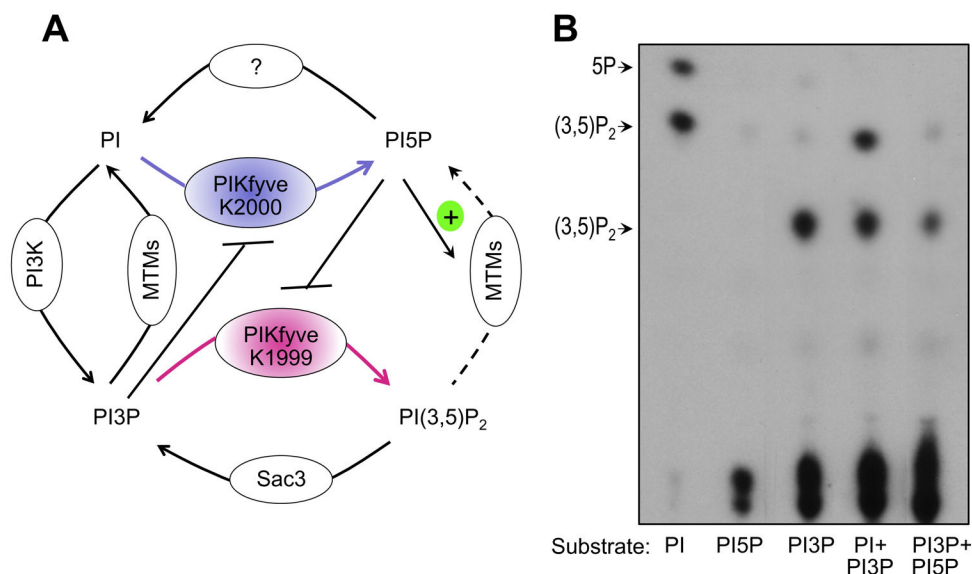 A
?
PI
PI5P
PIKfyve
K2000
+
PI3K
MTMs
MTMs
PIKfyve
K1999
PI3P
PI(3,5)P₂
Sac3
B
5P
(3,5)P₂
(3,5)P₂
Substrate: PI PI5P PI3P PI+ PI3P+
PI3P PI5P